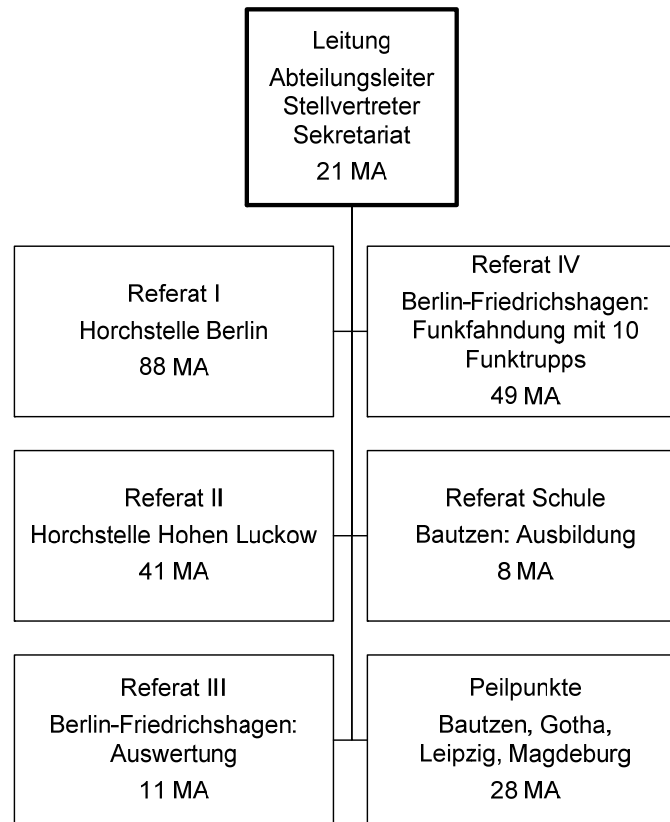 Leitung
Abteilungsleiter
Stellvertreter
Sekretariat
21 MA
Referat I
Horchstelle Berlin
88 MA
Referat IV
Berlin-Friedrichshagen:
Funkfahndung mit 10
Funktrupps
49 MA
Referat II
Horchstelle Hohen Luckow
41 MA
Referat Schule
Bautzen: Ausbildung
8 MA
Referat III
Berlin-Friedrichshagen:
Auswertung
11 MA
Peilpunkte
Bautzen, Gotha,
Leipzig, Magdeburg
28 MA